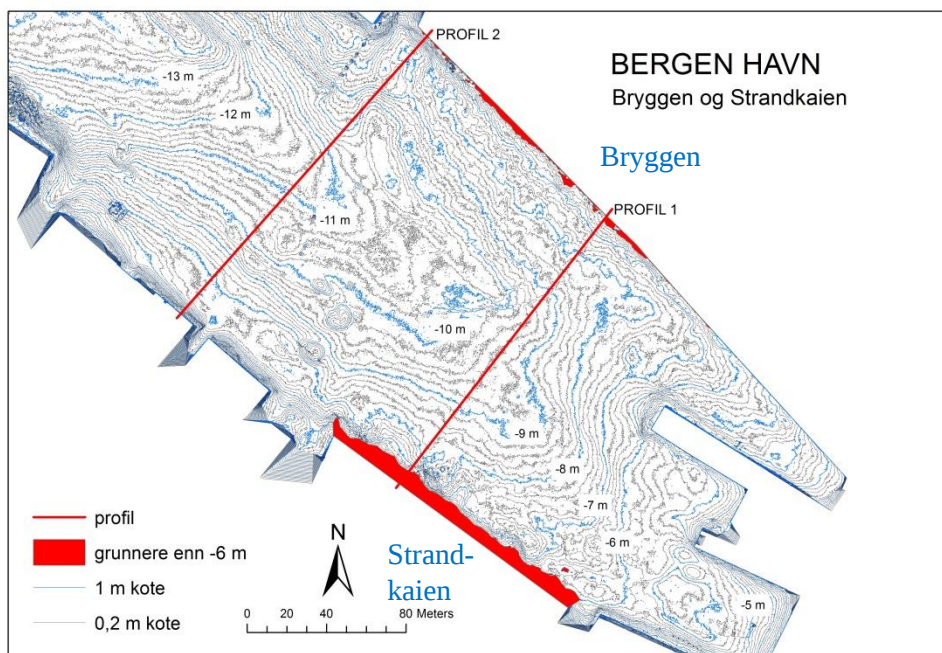 PROFIL 2
BERGEN HAVN
Bryggen og Strandkaien
-13 m
-12 m
Bryggen
PROFIL 1
-11 m
-10 m
-9 m
-8 m
-7 m
-6 m
-5 m
profil
grunnere enn -6 m
1 m kote
0,2 m kote
N
0 20 40 80 Meters
Strand-
kaien